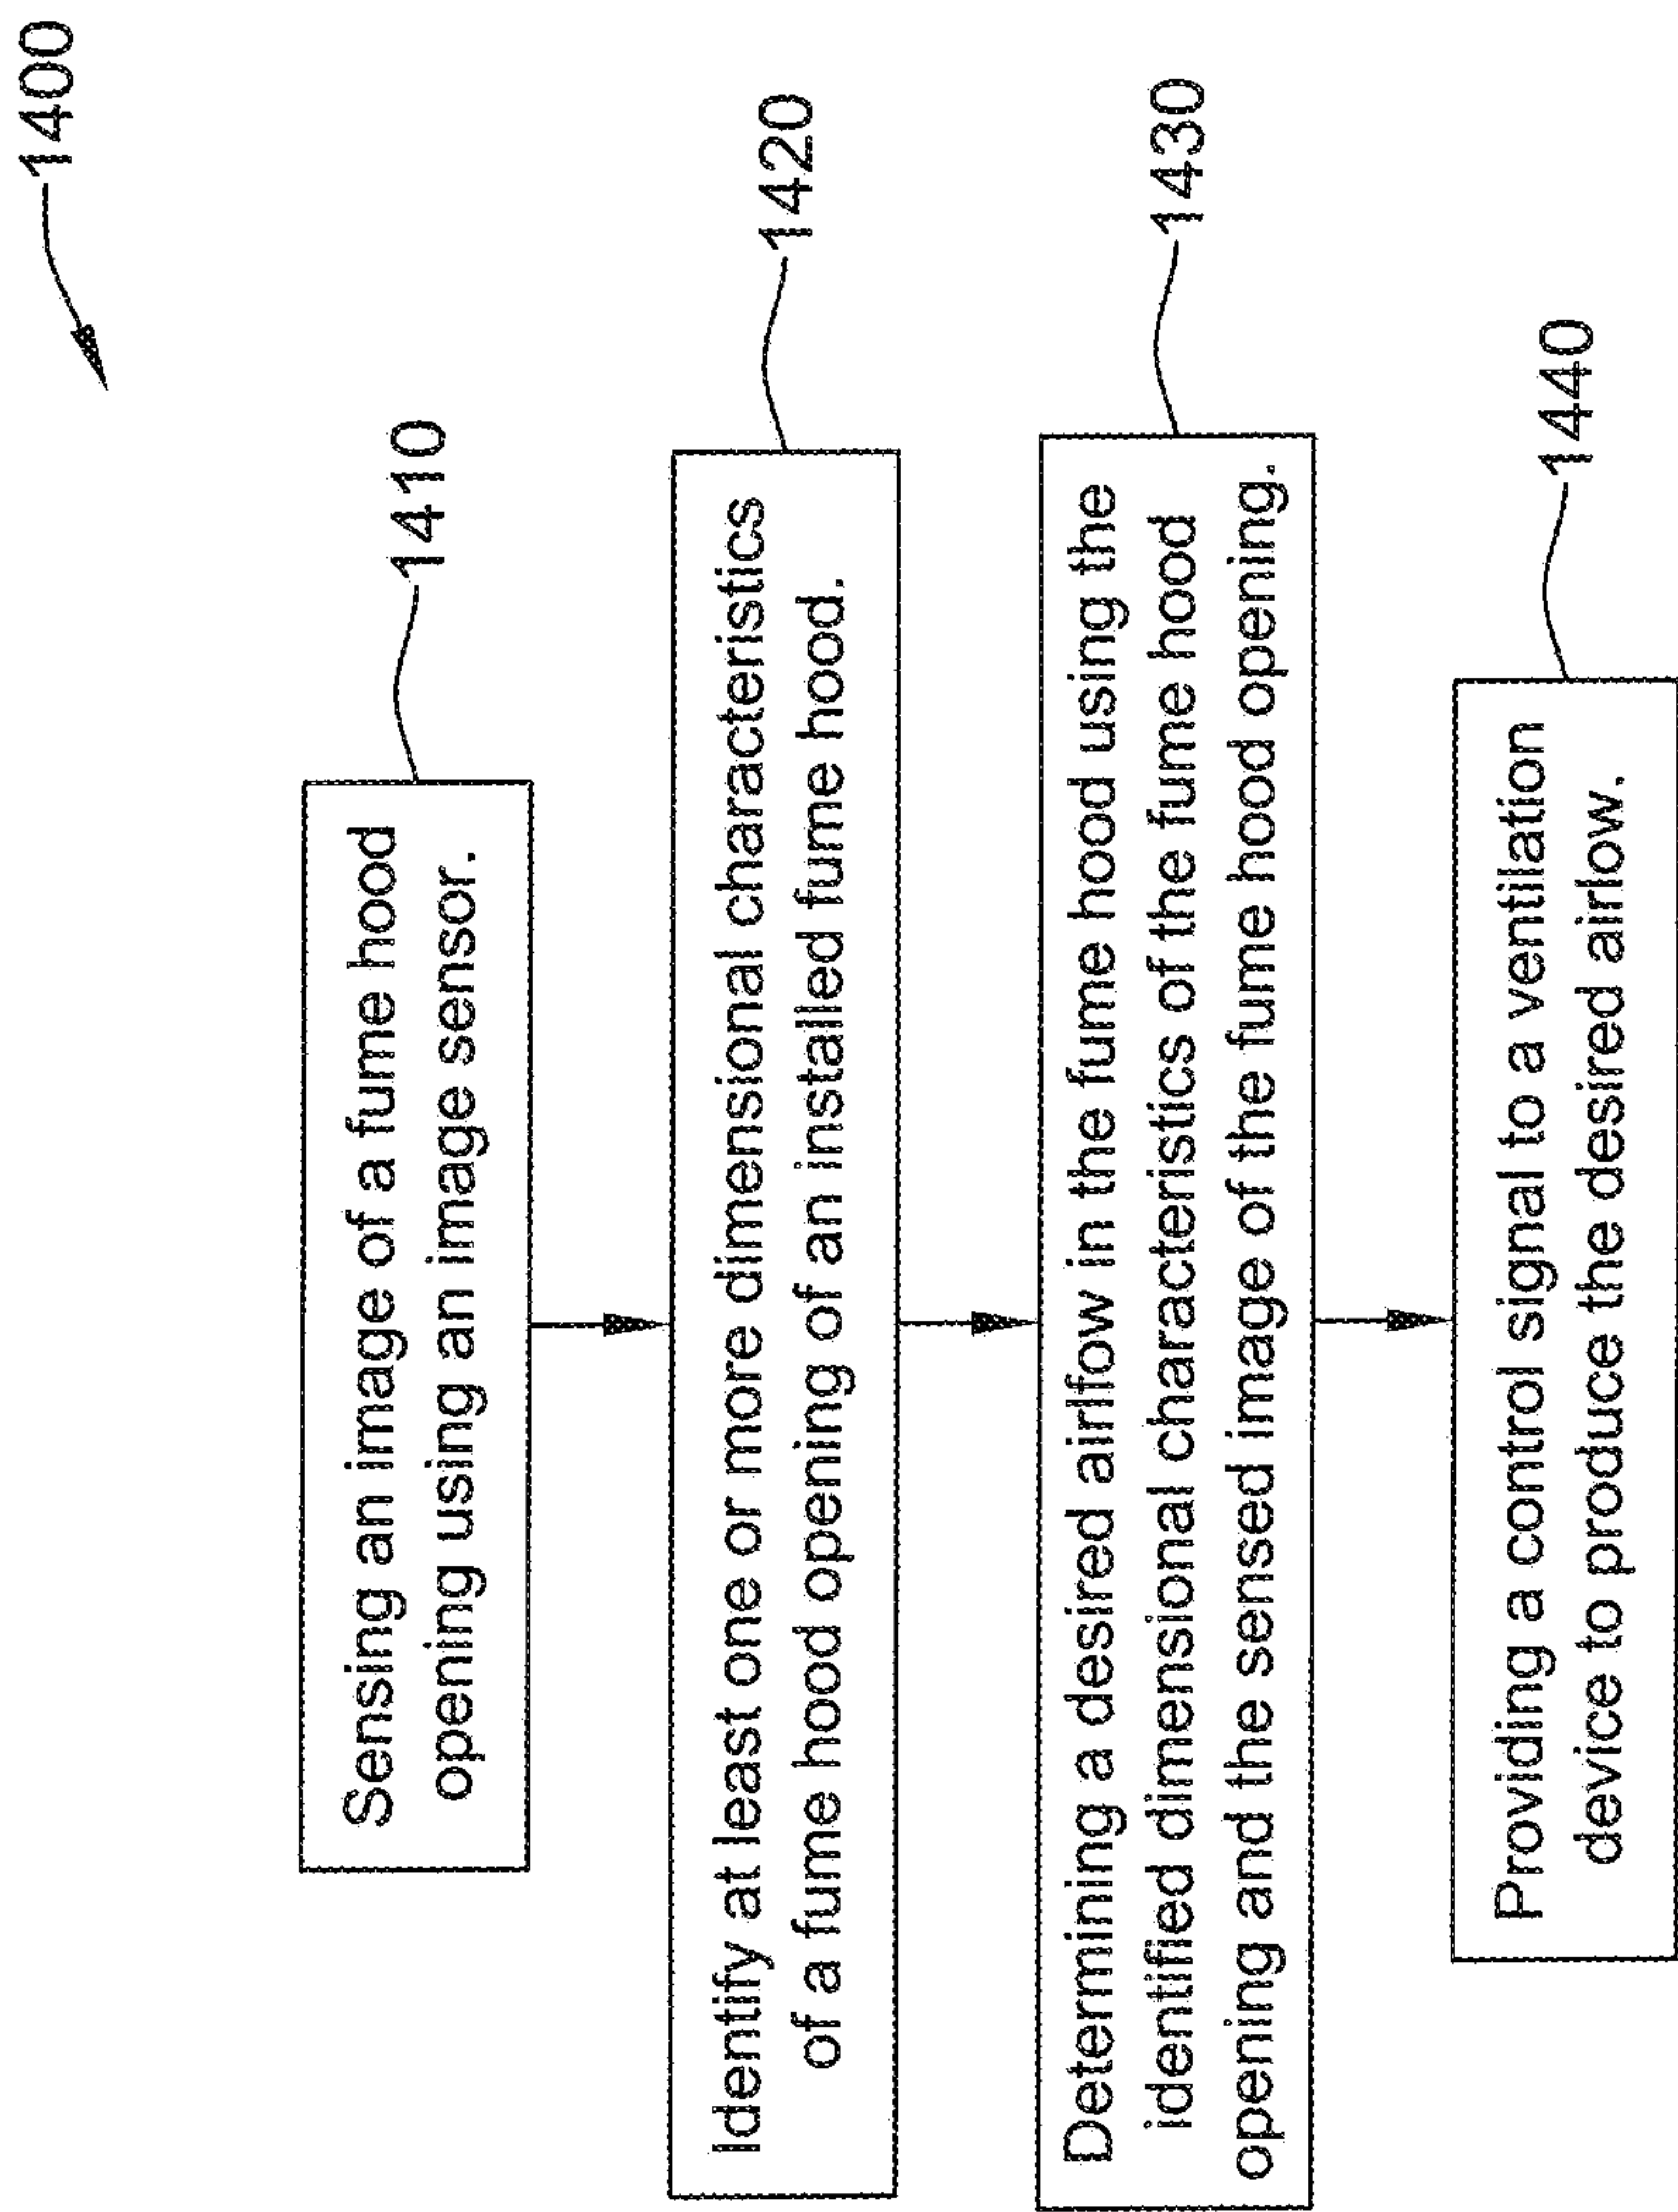 1400
Sensing an image of a fume hood
opening using an image sensor.
1410
Identify at least one or more dimensional characteristics
of a fume hood opening of an installed fume hood.
1420
Determining a desired airlfow in the fume hood using the
identified dimensional characteristics of the fume hood
opening and the sensed image of the fume hood opening.
1430
Providing a control signal to a ventilation
device to produce the desired airlow.
1440